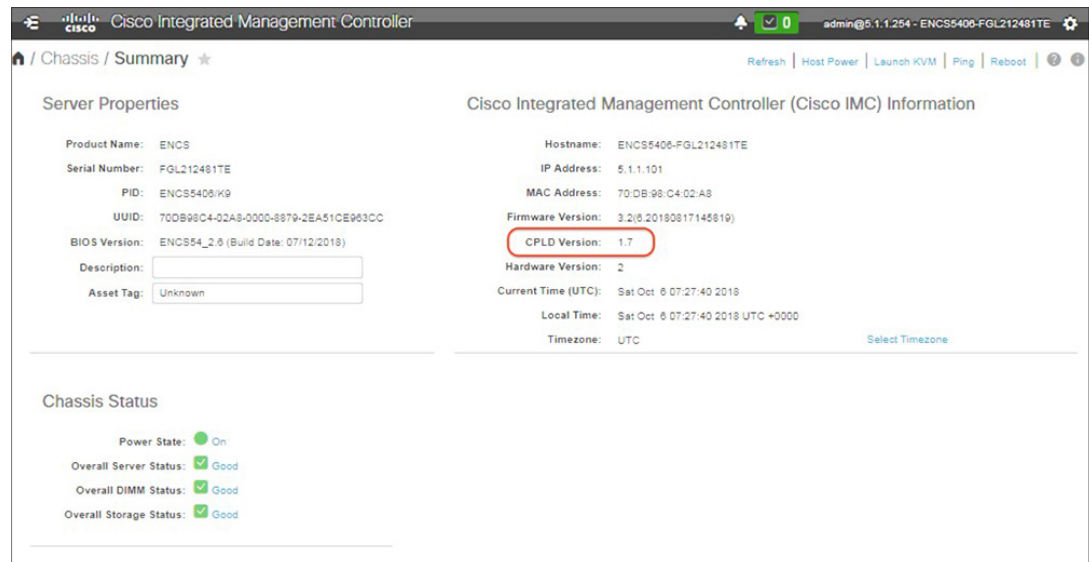 cisco Cisco Integrated Management Controller 0 admin@5.1.1.254 - ENCS5406-FGL212481TE
/ Chassis / Summary Refresh | Host Power | Launch KVM | Ping | Reboot |
Server Properties
Product Name: ENCS
Serial Number: FGL212481TE
PID: ENCS5406/K9
UUID: 70DB98C4-02A8-0000-8879-2EA51CE963CC
BIOS Version: ENCS54_2.6 (Build Date: 07/12/2018)
Description:
Asset Tag: Unknown
Cisco Integrated Management Controller (Cisco IMC) Information
Hostname: ENCS5406-FGL212481TE
IP Address: 5.1.1.101
MAC Address: 70:DB:98:C4:02:A8
Firmware Version: 3.2(6.20180817145819)
CPLD Version: 1.7
Hardware Version: 2
Current Time (UTC): Sat Oct 6 07:27:40 2018
Local Time: Sat Oct 6 07:27:40 2018 UTC +0000
Timezone: UTC Select Timezone
Chassis Status
Power State: On
Overall Server Status: Good
Overall DIMM Status: Good
Overall Storage Status: Good